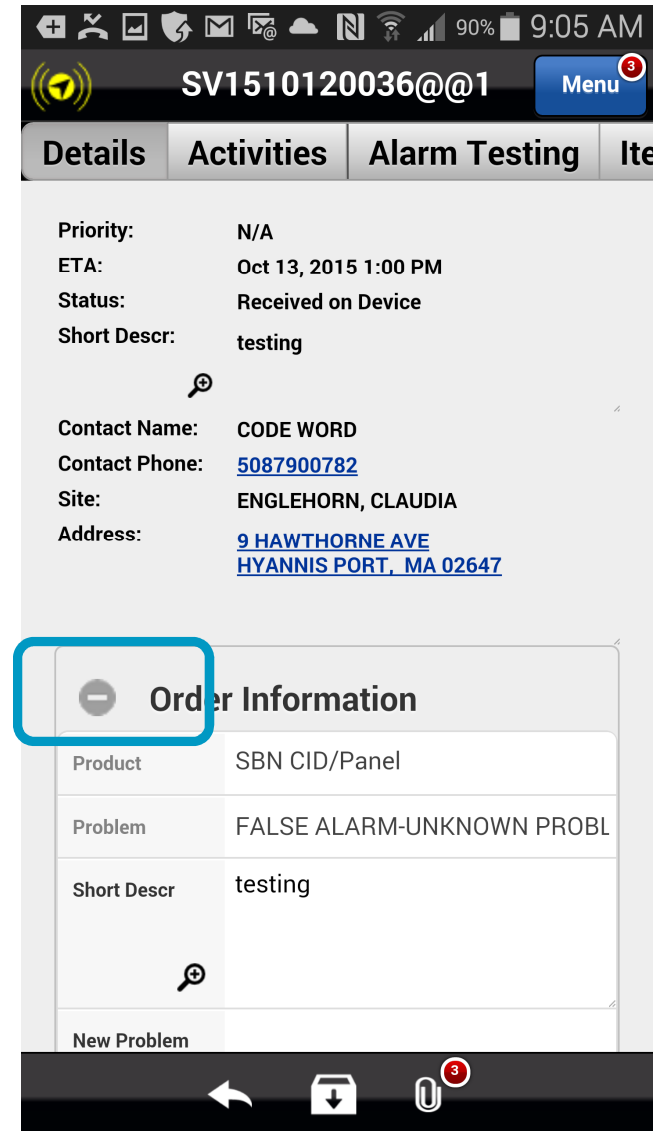 90% 9:05 AM
SV1510120036@@1 Menu 3
Details Activities Alarm Testing Ite
Priority: N/A
ETA: Oct 13, 2015 1:00 PM
Status: Received on Device
Short Descr: testing
Contact Name: CODE WORD
Contact Phone: 5087900782
Site: ENGLEHORN, CLAUDIA
Address: 9 HAWTHORNE AVE
HYANNIS PORT, MA 02647
Order Information
Product SBN CID/Panel
Problem FALSE ALARM-UNKNOWN PROBL
Short Descr testing
New Problem
3